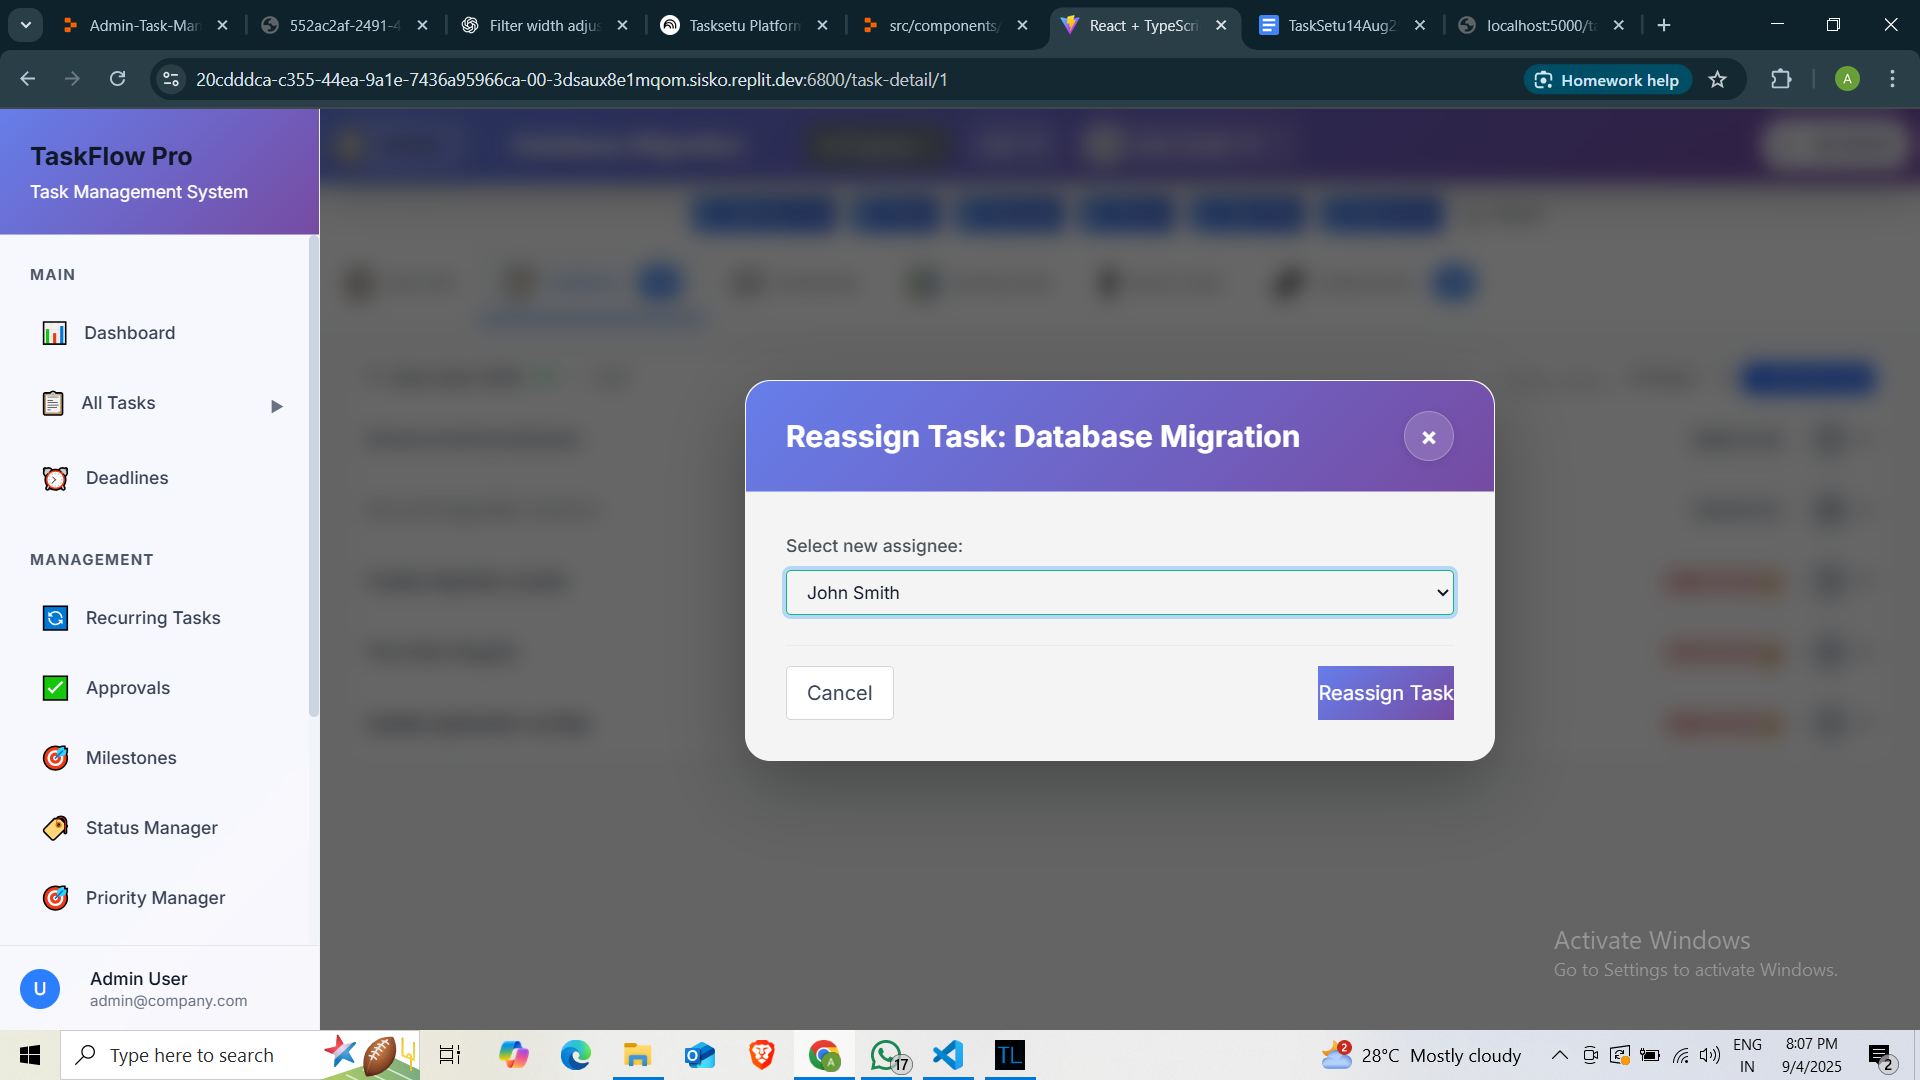 Admin-Task-Man
552ac2af-2491-4
Filter width adjus
Tasksetu Platform
src/components/
React + TypeScri
TaskSetu14Aug2
localhost:5000/ta
20cdddca-c355-44ea-9a1e-7436a95966ca-00-3dsaux8e1mqom.sisko.replit.dev:6800/task-detail/1
Homework help
A
TaskFlow Pro
Task Management System
MAIN
Dashboard
All Tasks
Deadlines
MANAGEMENT
Recurring Tasks
Approvals
Milestones
Status Manager
Priority Manager
U
Admin User
admin@company.com
Reassign Task: Database Migration
×
Select new assignee:
John Smith
Cancel
Reassign Task
Activate Windows
Go to Settings to activate Windows.
Type here to search
17
TL
2
28°C Mostly cloudy
ENG
IN
8:07 PM
9/4/2025
2